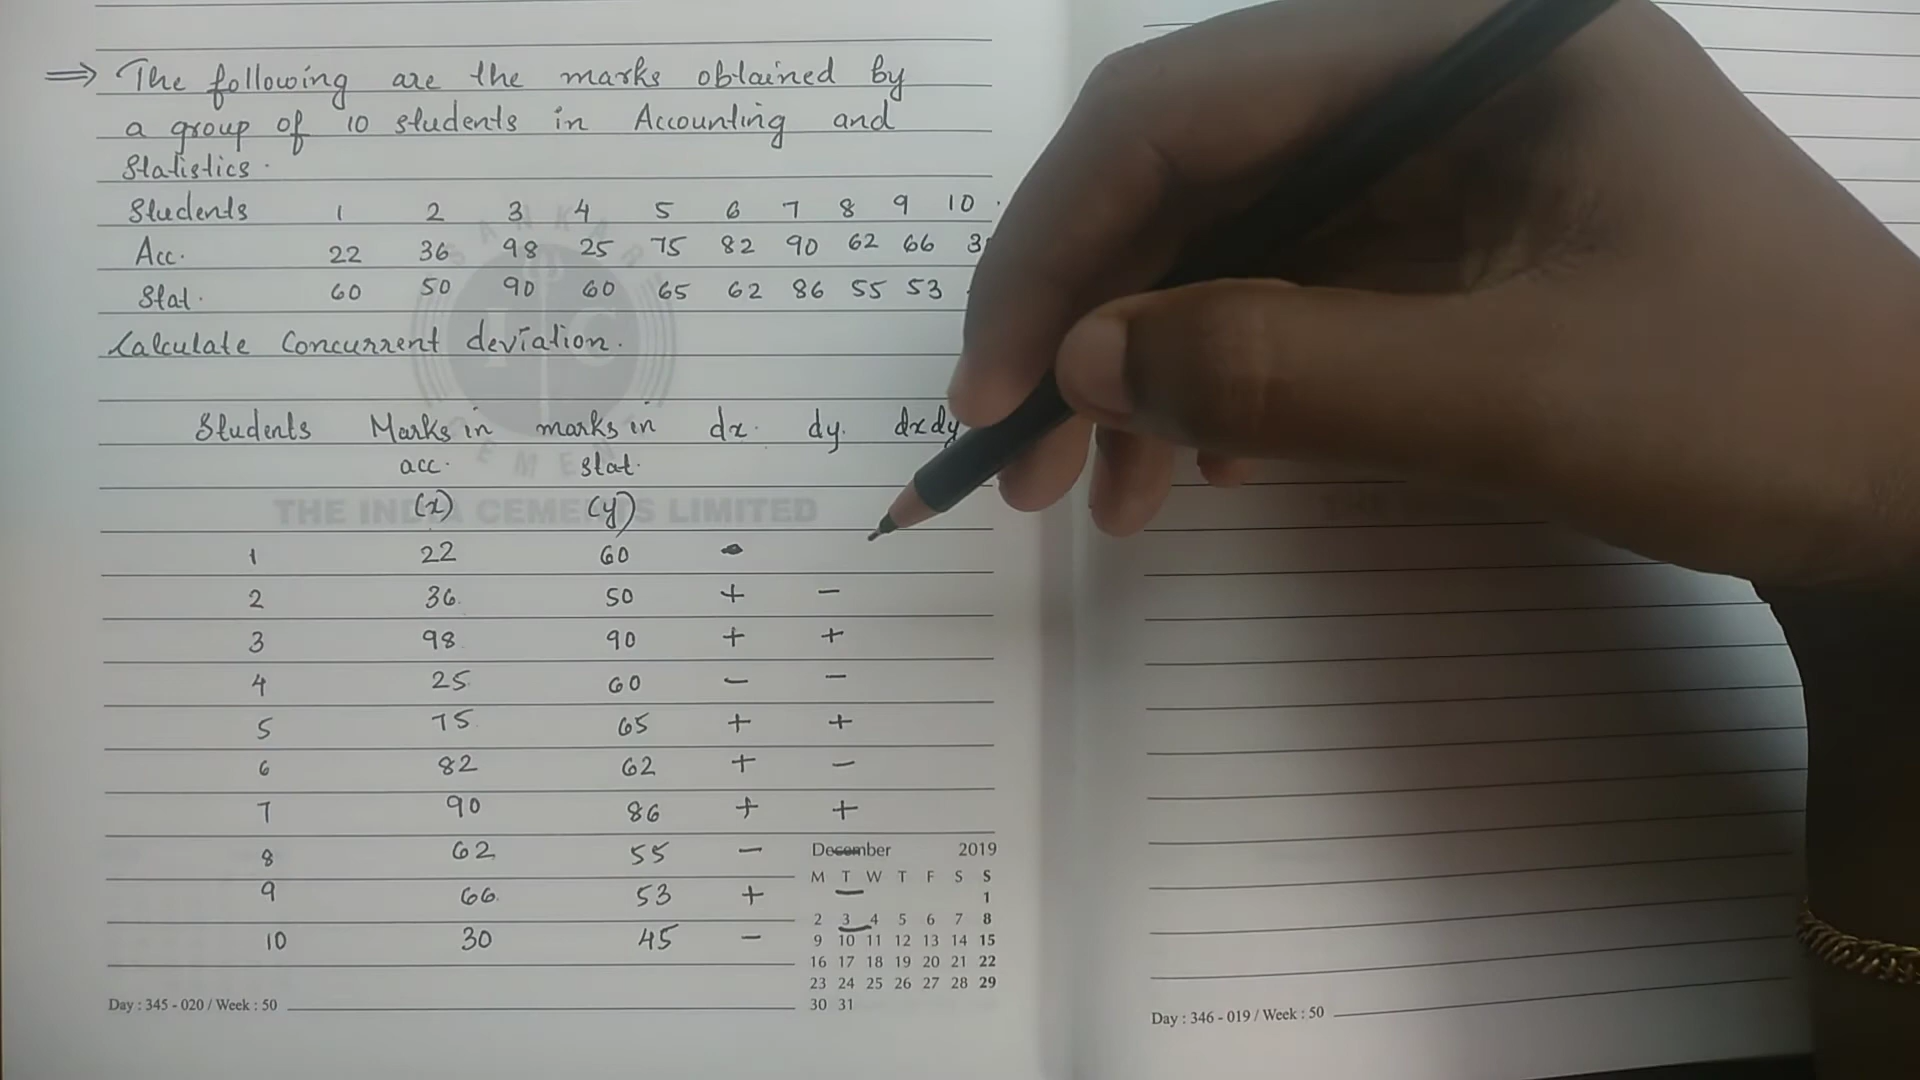 ⇒ The following are the marks obtained by
a group of 10 students in Accounting and
Statistics.
Students 1 2 3 4 5 6 7 8 9 10
Acc. 22 36 98 25 75 82 90 62 66
Stat. 60 50 90 60 65 62 86 55 53
Calculate Concurrent deviation.
Students Marks in marks in dx. dy. dxdy
acc. stat.
(x) (y)
THE INDIA CEMENTS LIMITED
1 22 60
2 36 50 + -
3 98 90 + +
4 25 60 - -
5 75 65 + +
6 82 62 + -
7 90 86 + +
8 62 55 - -
9 66 53 + -
10 30 45 - -
December 2019
M T W T F S S
1
2 3 4 5 6 7 8
9 10 11 12 13 14 15
16 17 18 19 20 21 22
23 24 25 26 27 28 29
30 31
Day : 345 - 020 / Week : 50
Day : 346 - 019 / Week : 50